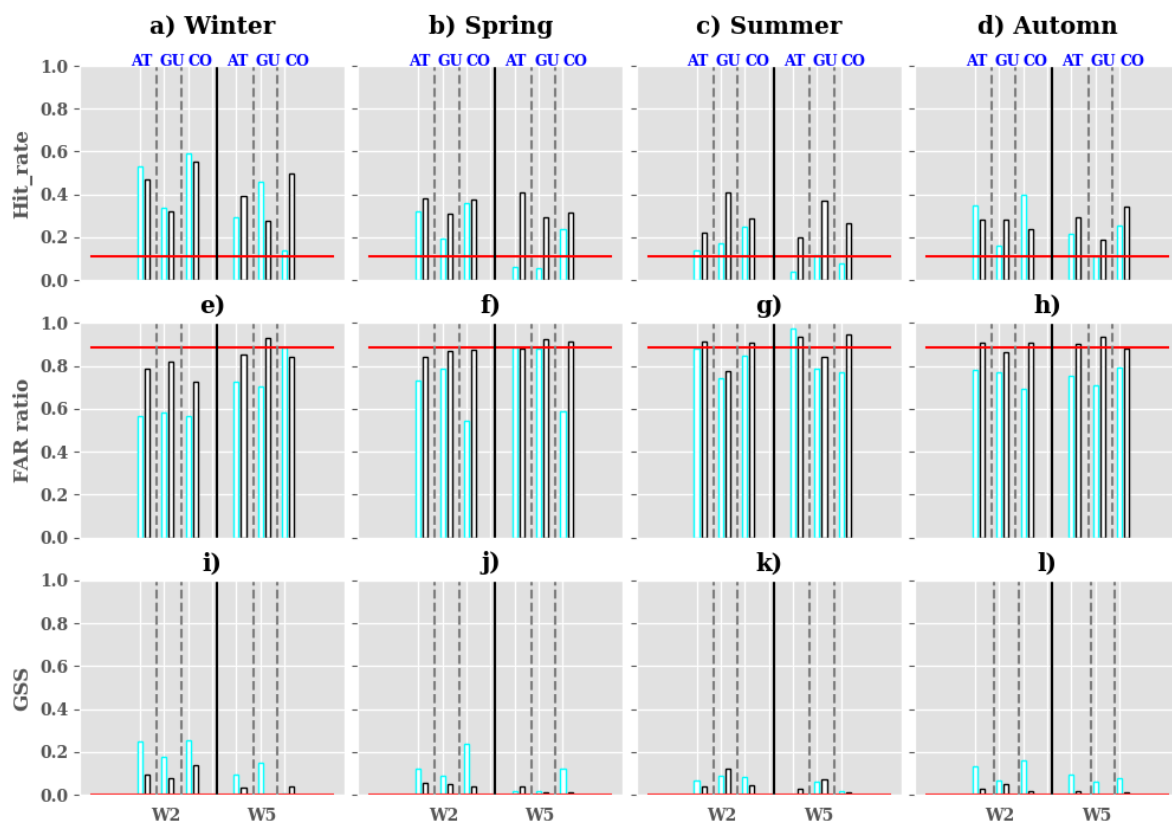 a) Winter
b) Spring
c) Summer
d) Automn
AT GU CO AT GU CO
AT GU CO AT GU CO
AT GU CO AT GU CO
AT GU CO AT GU CO
Hit_rate
1.0
0.8
0.6
0.4
0.2
0.0
e)
f)
g)
h)
FAR ratio
1.0
0.8
0.6
0.4
0.2
0.0
i)
j)
k)
l)
GSS
1.0
0.8
0.6
0.4
0.2
0.0
W2 W5
W2 W5
W2 W5
W2 W5